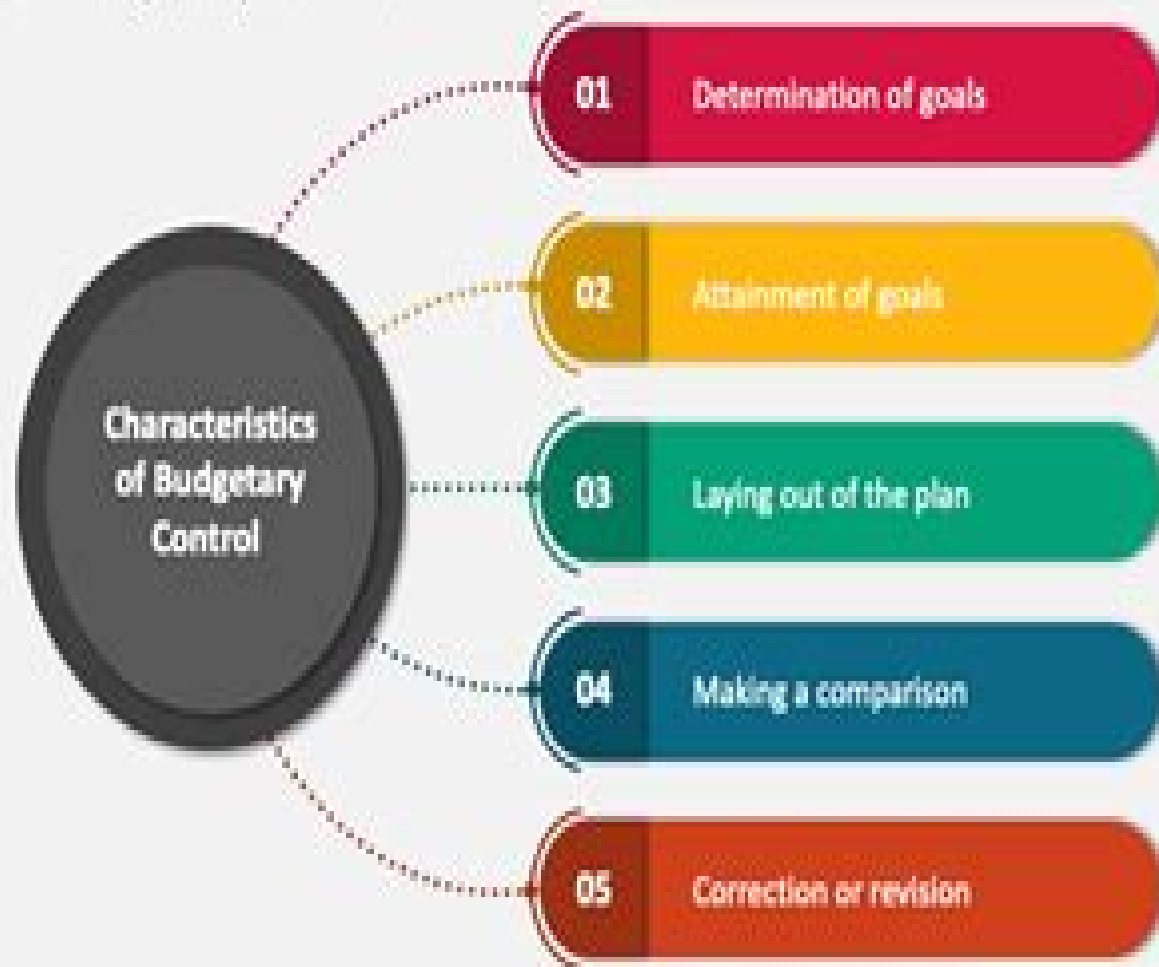 Characteristics
of Budgetary
Control
01 Determination of goals
02 Attainment of goals
03 Laying out of the plan
04 Making a comparison
05 Correction or revision